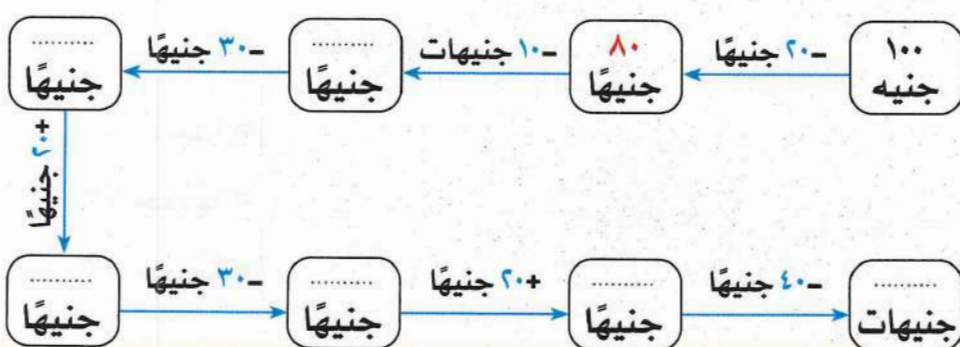 ١٠٠ جنيه
-٢٠ جنيهًا
٨٠ جنيهًا
-١٠ جنيهات
............ جنيهًا
-٣٠ جنيهًا
............ جنيهًا
+٢٠ جنيهًا
............ جنيهًا
-٣٠ جنيهًا
............ جنيهًا
+٢٠ جنيهًا
............ جنيهًا
-٤٠ جنيهًا
............ جنيهات